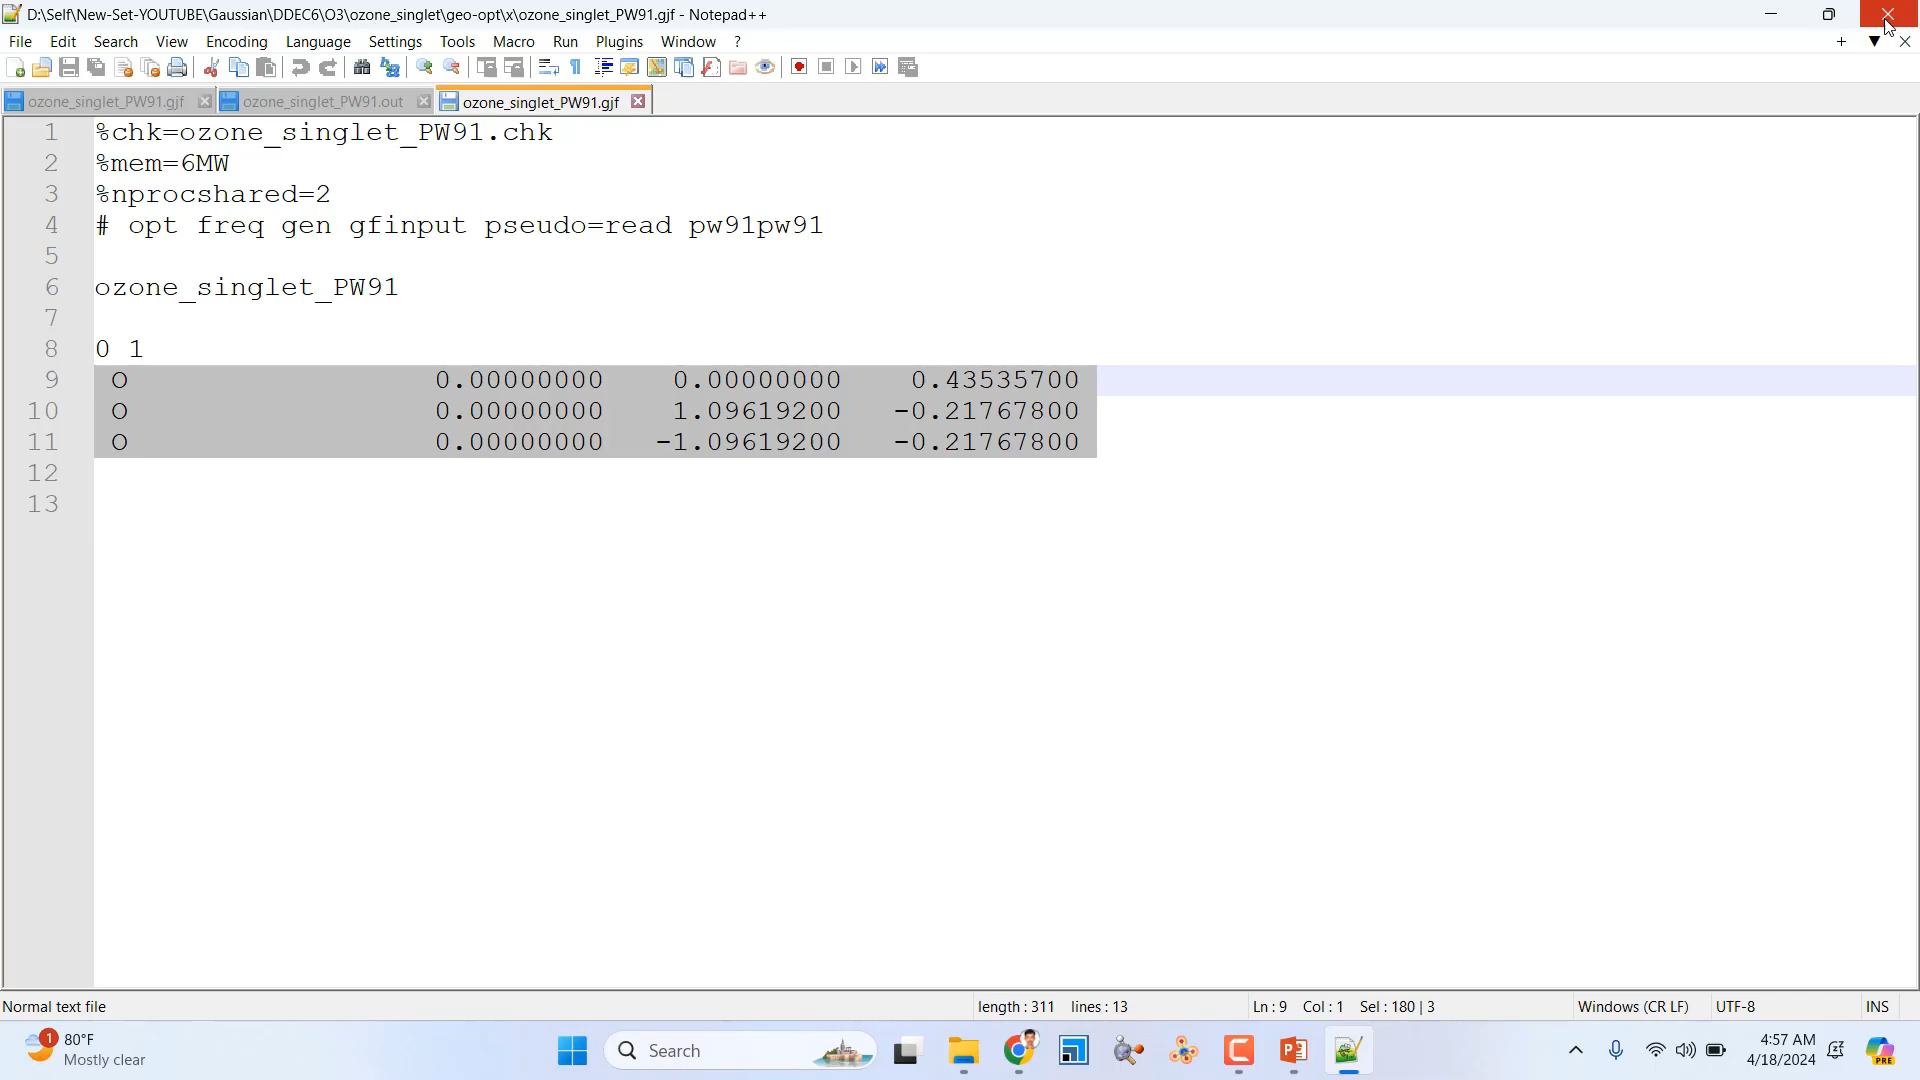 D:\Self\New-Set-YOUTUBE\Gaussian\DDEC6\O3\ozone_singlet\geo-opt\x\ozone_singlet_PW91.gjf - Notepad++
File Edit Search View Encoding Language Settings Tools Macro Run Plugins Window ?
ozone_singlet_PW91.gjf ozone_singlet_PW91.out ozone_singlet_PW91.gjf
1 %chk=ozone_singlet_PW91.chk
2 %mem=6MW
3 %nprocshared=2
4 # opt freq gen gfinput pseudo=read pw91pw91
5
6 ozone_singlet_PW91
7
8 0 1
9 O 0.00000000 0.00000000 0.43535700
10 O 0.00000000 1.09619200 -0.21767800
11 O 0.00000000 -1.09619200 -0.21767800
12
13
Normal text file length : 311 lines : 13 Ln : 9 Col : 1 Sel : 180 | 3 Windows (CR LF) UTF-8 INS
1 80°F
Mostly clear
Search
4:57 AM
4/18/2024
PRE